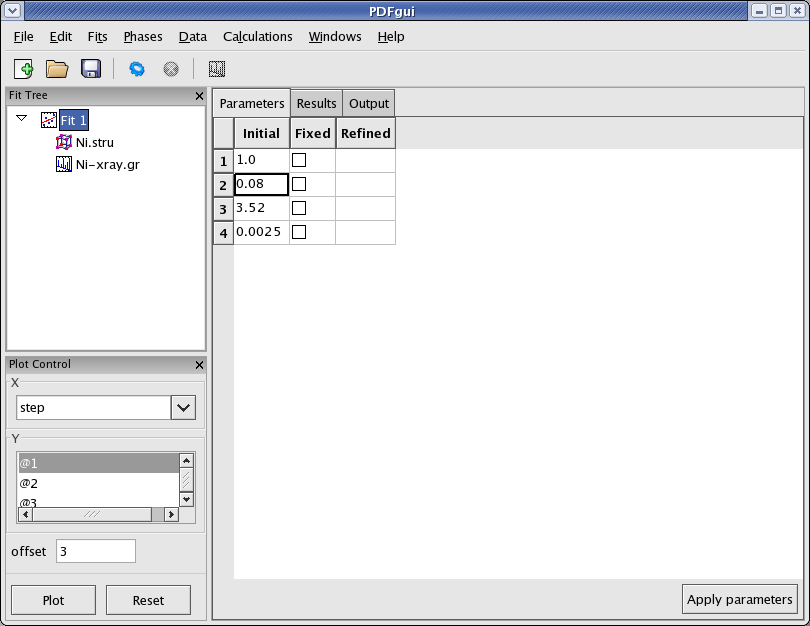 PDFgui
File Edit Fits Phases Data Calculations Windows Help
Fit Tree
Fit 1
Ni.stru
Ni-xray.gr
Plot Control
X
step
Y
@1
@2
@3
offset 3
Plot Reset
Parameters Results Output
Initial Fixed Refined
1 1.0
2 0.08
3 3.52
4 0.0025
Apply parameters